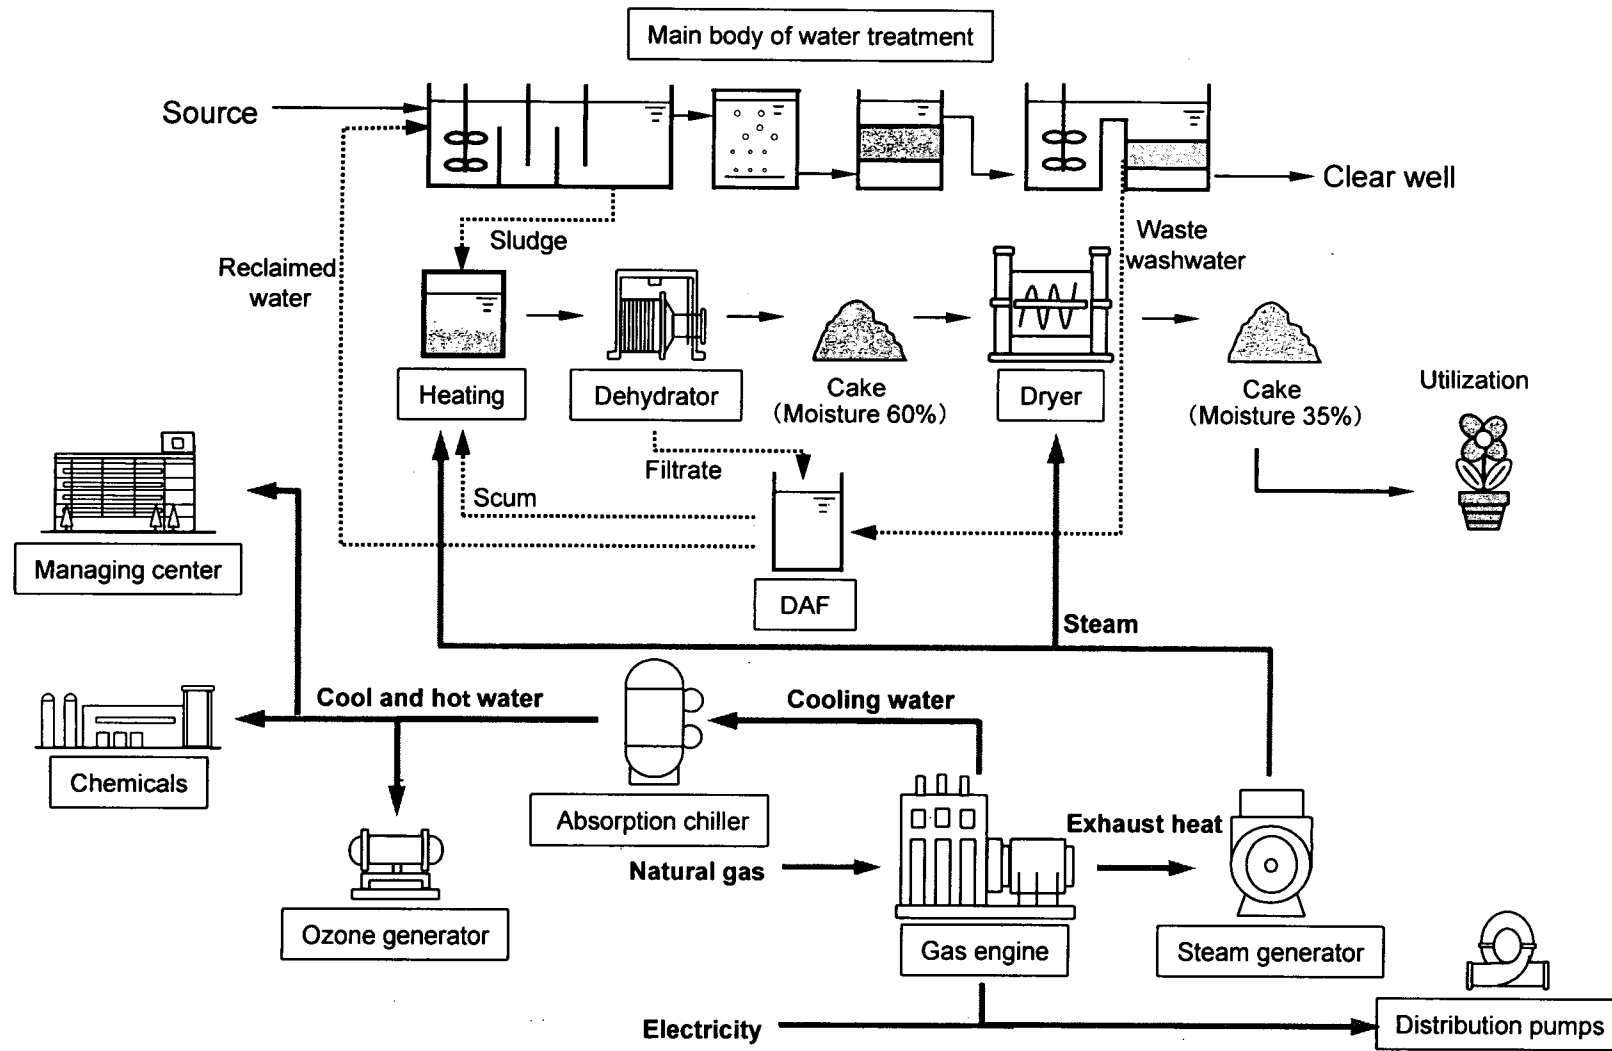 Main body of water treatment
Source
Clear well
Sludge
Waste
washwater
Reclaimed
water
Heating
Dehydrator
Cake
(Moisture 60%)
Dryer
Cake
(Moisture 35%)
Utilization
Filtrate
Scum
Managing center
DAF
Steam
Cool and hot water
Cooling water
Chemicals
Absorption chiller
Exhaust heat
Natural gas
Ozone generator
Gas engine
Steam generator
Electricity
Distribution pumps